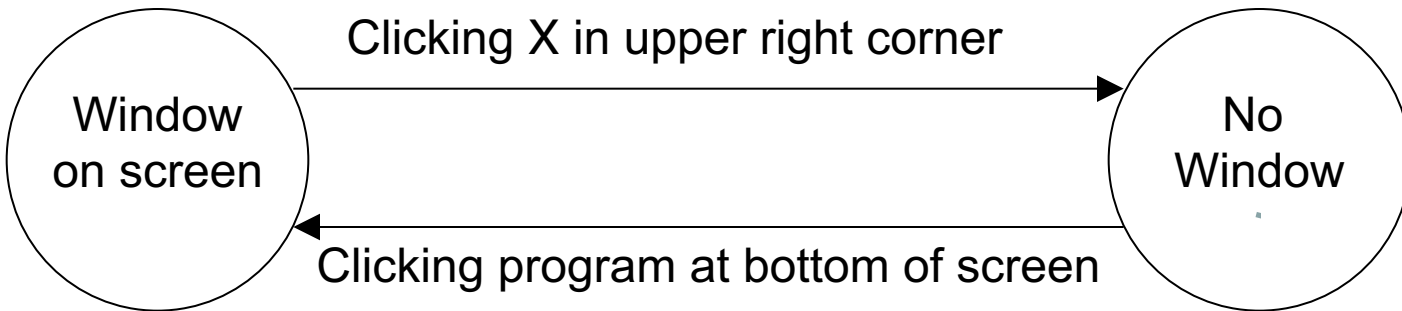 Clicking X in upper right corner
Window
on screen
No
Window
Clicking program at bottom of screen